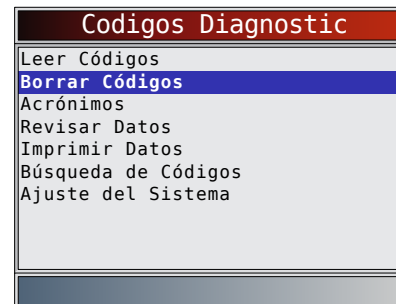 Codigos Diagnostic
Leer Códigos
Borrar Códigos
Acrónimos
Revisar Datos
Imprimir Datos
Búsqueda de Códigos
Ajuste del Sistema